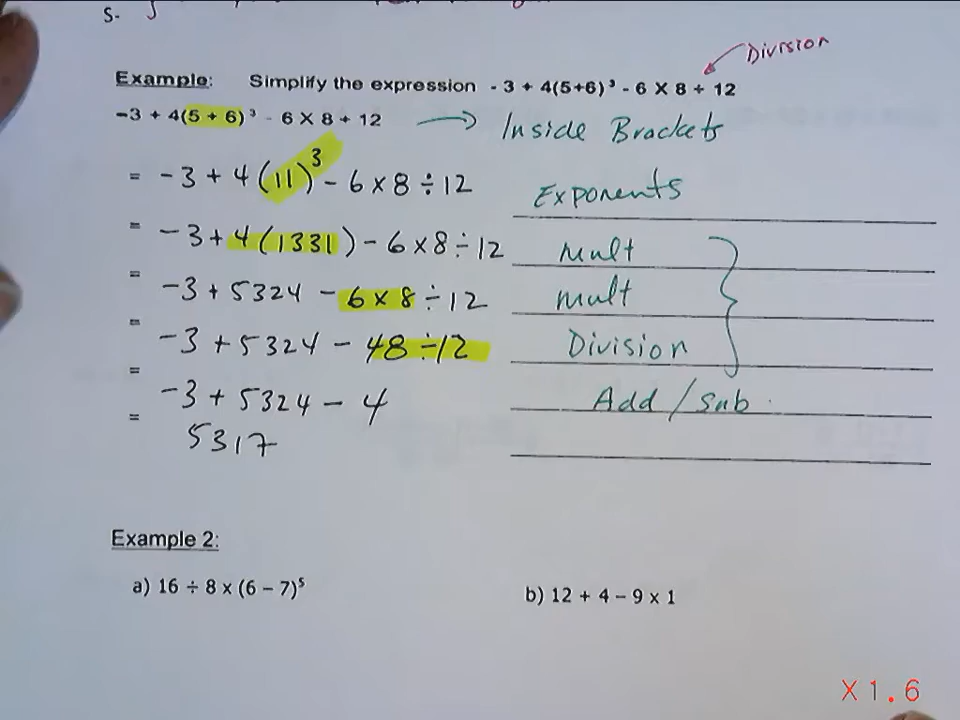 S-
Division
Example: Simplify the expression - 3 + 4(5+6)³ - 6 X 8 ÷ 12
-3 + 4(5 + 6)³ - 6 X 8 ÷ 12 → Inside Brackets
= -3 + 4(11)³ - 6 × 8 ÷ 12 Exponents
= -3 + 4(1331) - 6 × 8 ÷ 12 Mult
= -3 + 5324 - 6 × 8 ÷ 12 mult
= -3 + 5324 - 48 ÷ 12 Division
= -3 + 5324 - 4 Add / Sub.
= 5317
Example 2:
a) 16 ÷ 8 x (6 – 7)⁵ b) 12 + 4 – 9 x 1
X1.6